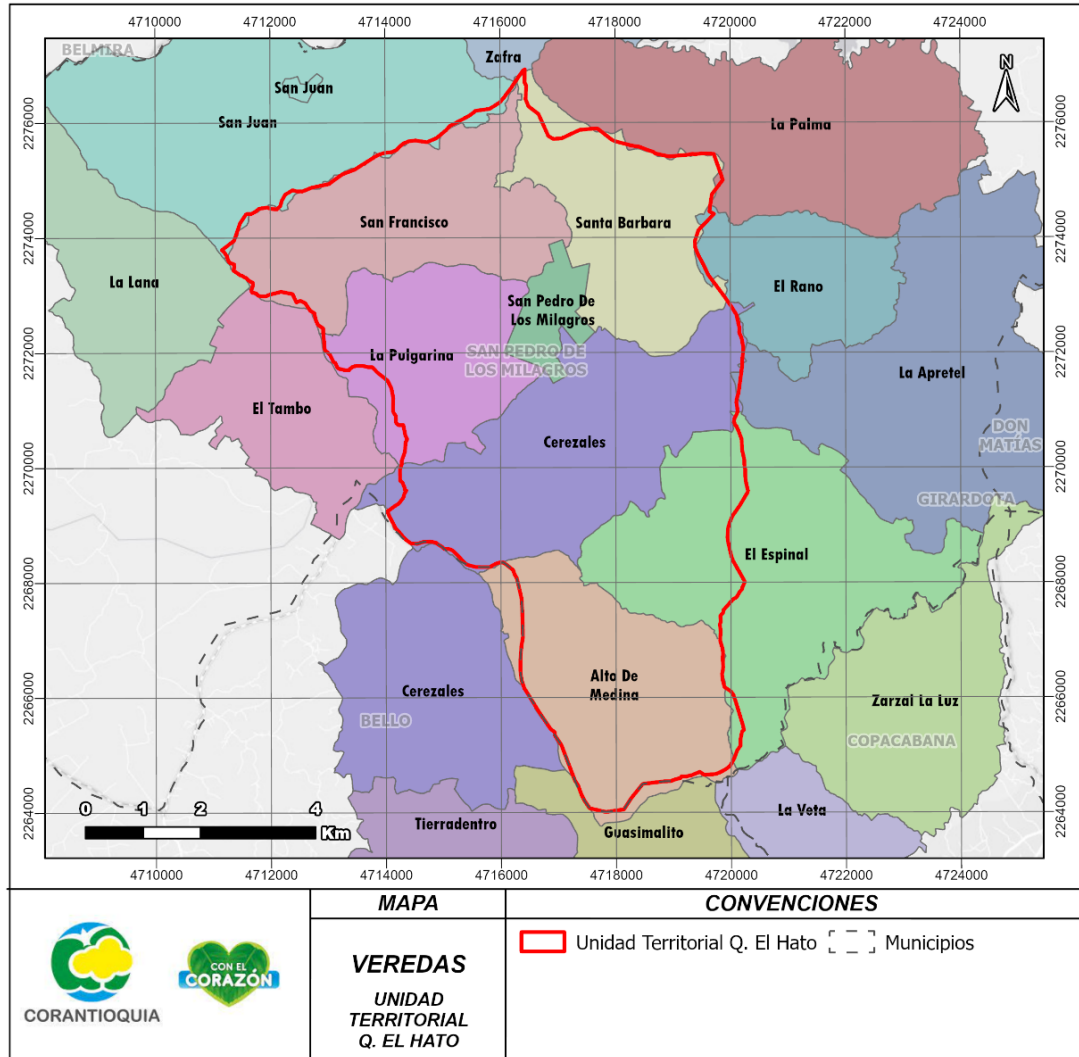 4710000 4712000 4714000 4716000 4718000 4720000 4722000 4724000
BELMIRA
Zafra
N
San Juan
San Juan
La Palma
2276000 2276000
San Francisco
Santa Barbara
2274000 2274000
La Lana
San Pedro De
Los Milagros
El Rano
2272000 2272000
La Pulgarina
SAN PEDRO DE
LOS MILAGROS
La Apretel
El Tambo
Cerezales
DON
MATÍAS
2270000 2270000
GIRARDOTA
El Espinal
2268000 2268000
Cerezales
Alto De
Medina
Zarzal La Luz
2266000 2266000
BELLO
COPACABANA
0 1 2 4
Km
La Veta
2264000 2264000
Tierradentro
Guasimalito
4710000 4712000 4714000 4716000 4718000 4720000 4722000 4724000
MAPA
CONVENCIONES
VEREDAS
UNIDAD
TERRITORIAL
Q. EL HATO
Unidad Territorial Q. El Hato
Municipios
CORANTIOQUIA
CON EL
CORAZÓN